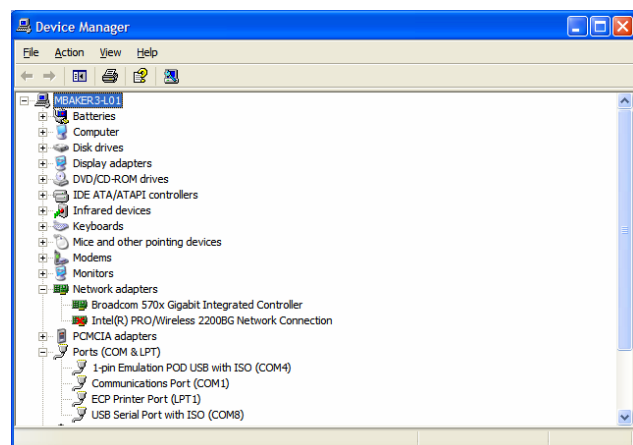 Device Manager
File Action View Help
MBAKER3-L01
Batteries
Computer
Disk drives
Display adapters
DVD/CD-ROM drives
IDE ATA/ATAPI controllers
Infrared devices
Keyboards
Mice and other pointing devices
Modems
Monitors
Network adapters
Broadcom 570x Gigabit Integrated Controller
Intel(R) PRO/Wireless 2200BG Network Connection
PCMCIA adapters
Ports (COM & LPT)
1-pin Emulation POD USB with ISO (COM4)
Communications Port (COM1)
ECP Printer Port (LPT1)
USB Serial Port with ISO (COM8)